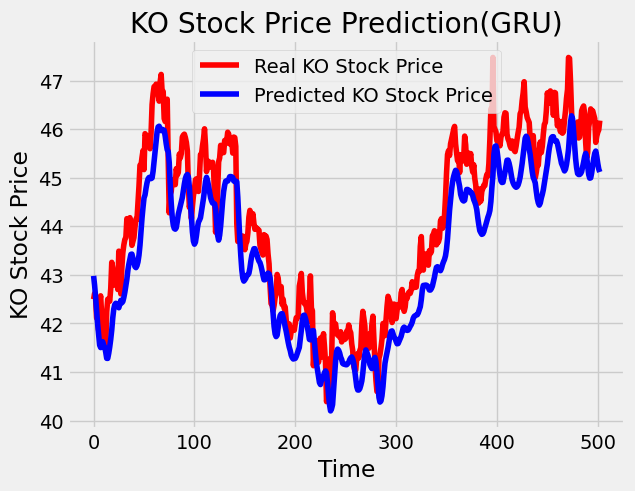 KO Stock Price Prediction(GRU)
Real KO Stock Price
Predicted KO Stock Price
KO Stock Price
47
46
45
44
43
42
41
40
0 100 200 300 400 500
Time